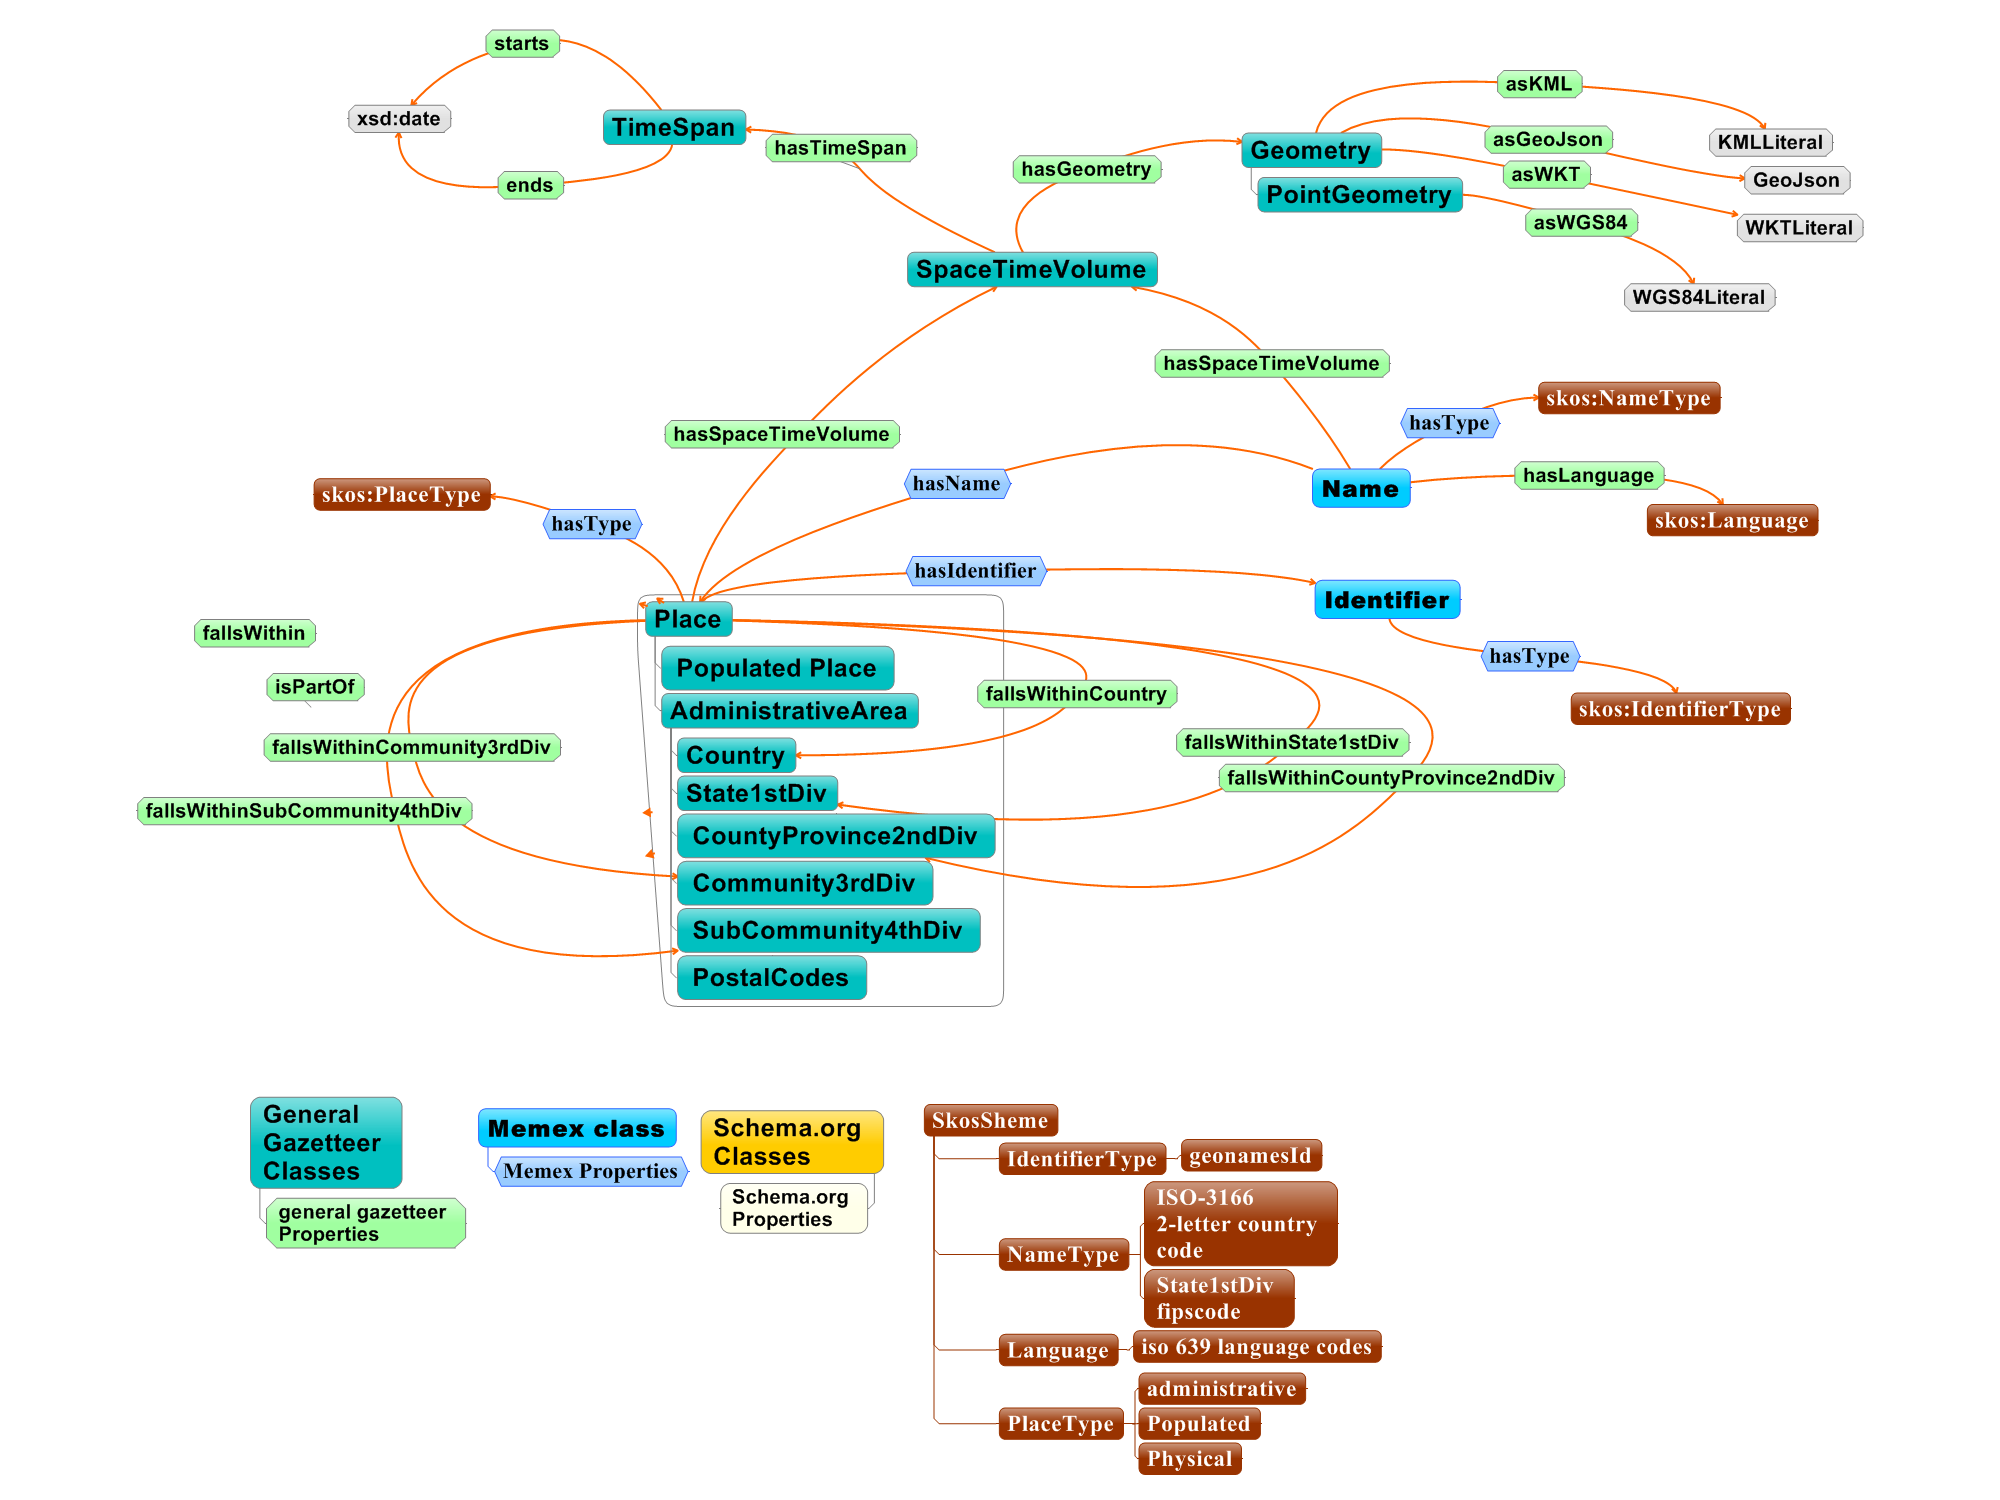 starts
xsd:date
TimeSpan
hasTimeSpan
ends
asKML
KMLLiteral
hasGeometry
Geometry
asGeoJson
GeoJson
asWKT
PointGeometry
asWGS84
WKTLiteral
SpaceTimeVolume
WGS84Literal
hasSpaceTimeVolume
hasSpaceTimeVolume
skos:NameType
hasType
hasName
Name
hasLanguage
skos:Language
skos:PlaceType
hasType
hasIdentifier
Identifier
hasType
skos:IdentifierType
fallsWithin
isPartOf
Place
Populated Place
AdministrativeArea
fallsWithinCountry
fallsWithinCommunity3rdDiv
Country
fallsWithinState1stDiv
fallsWithinCountyProvince2ndDiv
State1stDiv
fallsWithinSubCommunity4thDiv
CountyProvince2ndDiv
Community3rdDiv
SubCommunity4thDiv
PostalCodes
General
Gazetteer
Classes
general gazetteer
Properties
Memex class
Memex Properties
Schema.org
Classes
Schema.org
Properties
SkosSheme
IdentifierType
geonamesId
NameType
ISO-3166
2-letter country
code
State1stDiv
fipscode
Language
iso 639 language codes
PlaceType
administrative
Populated
Physical